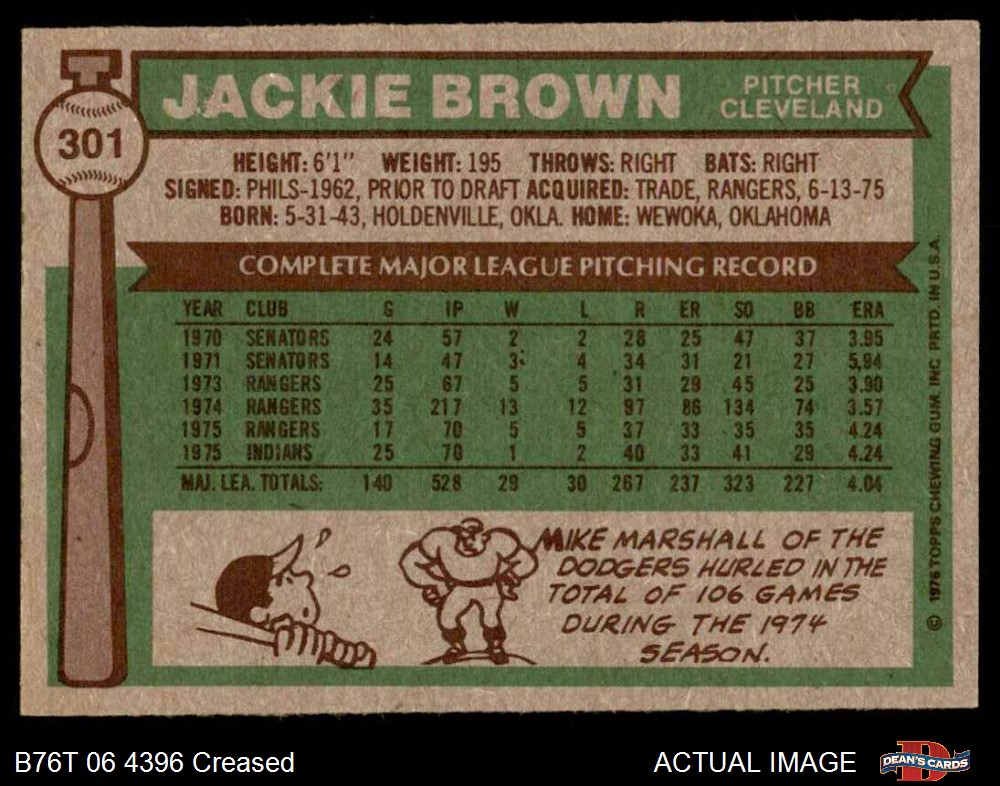 301
JACKIE BROWN
PITCHER
CLEVELAND
HEIGHT: 6'1" WEIGHT: 195 THROWS: RIGHT BATS: RIGHT
SIGNED: PHILS-1962, PRIOR TO DRAFT ACQUIRED: TRADE, RANGERS, 6-13-75
BORN: 5-31-43, HOLDENVILLE, OKLA. HOME: WEWOKA, OKLAHOMA
COMPLETE MAJOR LEAGUE PITCHING RECORD
YEAR CLUB G IP W L R ER SO BB ERA
1970 SENATORS 24 57 2 2 28 25 47 37 3.95
1971 SENATORS 14 47 3 4 34 31 21 27 5.94
1973 RANGERS 25 67 5 5 31 29 45 25 3.90
1974 RANGERS 35 217 13 12 97 86 134 74 3.57
1975 RANGERS 17 70 5 5 37 33 35 35 4.24
1975 INDIANS 25 70 1 2 40 33 41 29 4.24
MAJ. LEA. TOTALS: 140 528 29 30 267 237 323 227 4.04
MIKE MARSHALL OF THE
DODGERS HURLED IN THE
TOTAL OF 106 GAMES
DURING THE 1974
SEASON.
© 1976 TOPPS CHEWING GUM, INC PRTD. IN U.S.A.
B76T 06 4396 Creased
ACTUAL IMAGE
D
DEAN'S CARDS